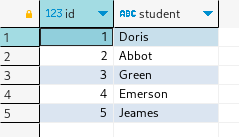 123 id ABC student
1 1 Doris
2 2 Abbot
3 3 Green
4 4 Emerson
5 5 Jeames